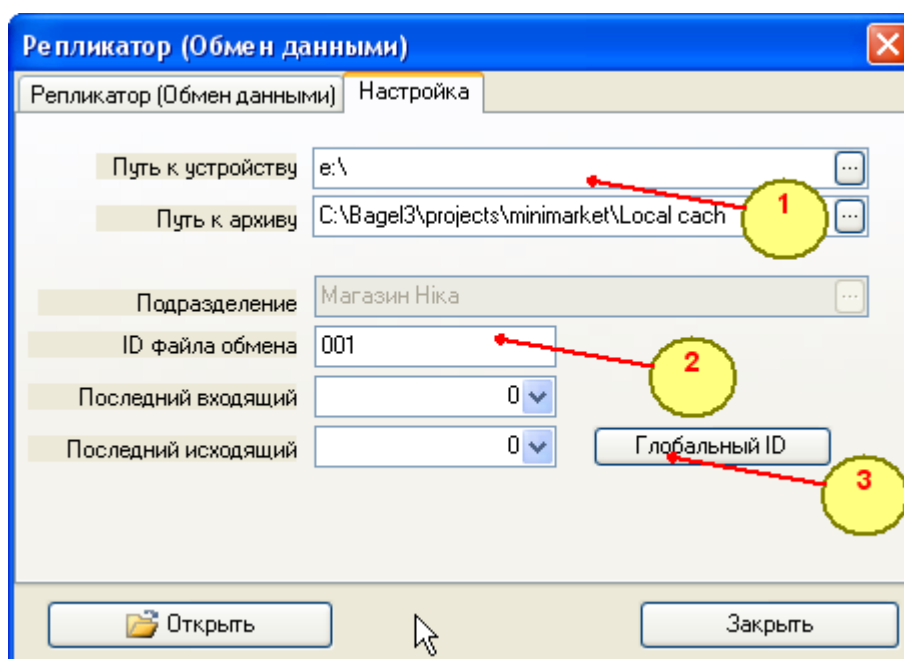 Репликатор (Обмен данными)
Репликатор (Обмен данными) Настройка
Путь к устройству e:\ ...
Путь к архиву C:\Bagel3\projects\minimarket\Local cach ...
1
Подразделение Магазин Ніка ...
ID файла обмена 001
2
Последний входящий 0
Последний исходящий 0 Глобальный ID
3
Открыть Закрыть